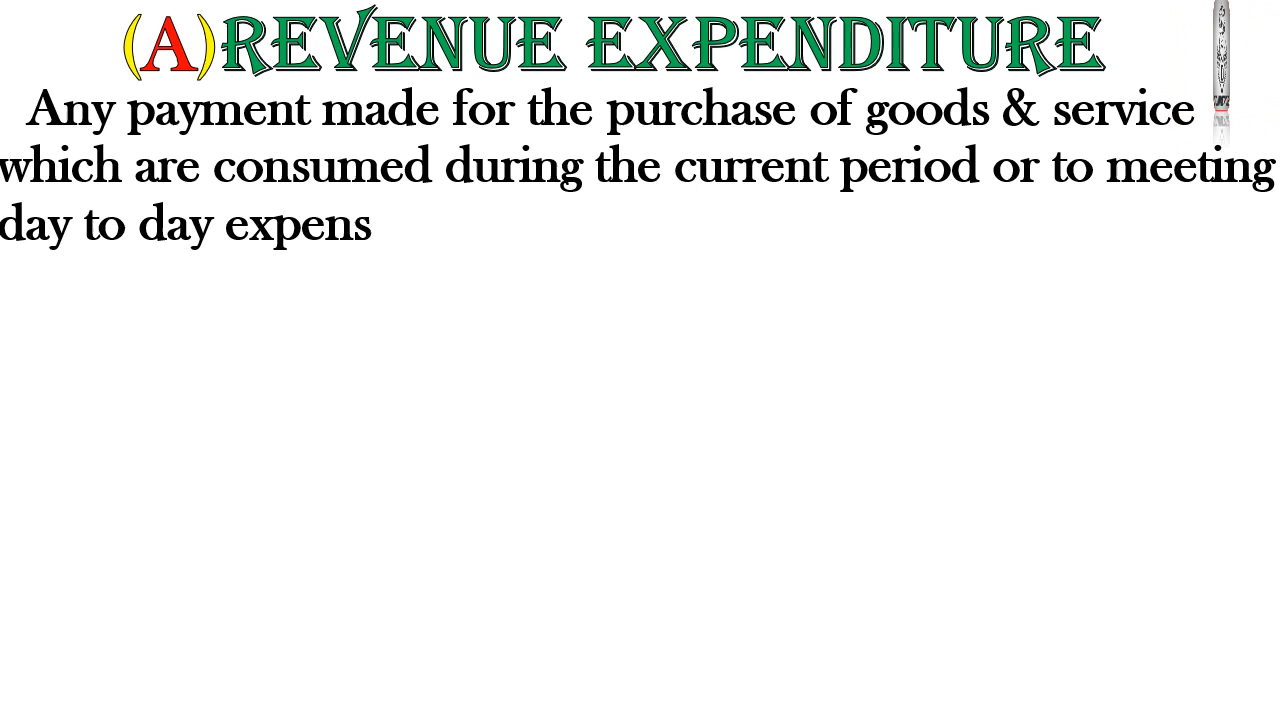 (A)REVENUE EXPENDITURE
Any payment made for the purchase of goods & service
which are consumed during the current period or to meeting
day to day expens